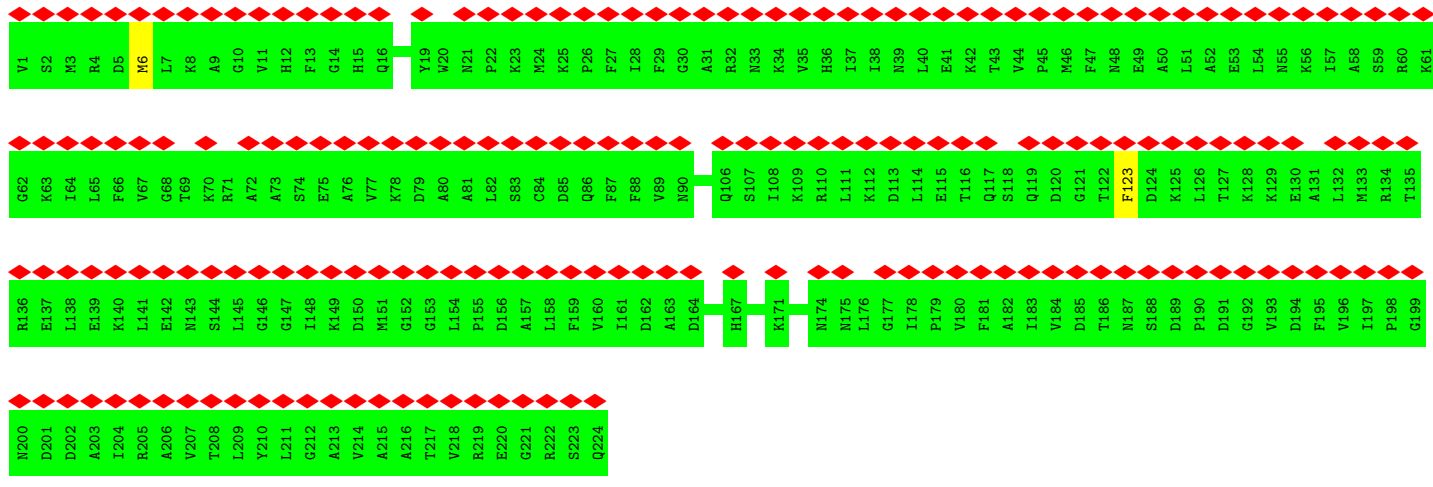 V1 S2 M3 R4 D5 M6 L7 K8 A9 G10 V11 H12 F13 G14 H15 Q16 Y19 W20 N21 P22 K23 M24 K25 P26 F27 I28 F29 G30 A31 R32 N33 K34 V35 H36 I37 I38 N39 L40 E41 K42 T43 V44 P45 M46 F47 N48 E49 A50 L51 A52 E53 L54 N55 K56 I57 A58 S59 R60 K61
G62 K63 I64 L65 F66 V67 G68 T69 K70 R71 A72 A73 S74 E75 A76 V77 K78 D79 A80 A81 L82 S83 C84 D85 Q86 F87 F88 V89 N90 Q106 S107 I108 K109 R110 L111 K112 D113 L114 E115 T116 Q117 S118 Q119 D120 G121 T122 F123 D124 K125 L126 T127 K128 K129 E130 A131 L132 M133 R134 T135
R136 E137 L138 E139 K140 L141 E142 N143 S144 L145 G146 G147 I148 K149 D150 M151 G152 G153 L154 P155 D156 A157 L158 F159 V160 I161 D162 A163 D164 H167 K171 N174 N175 L176 G177 I178 P179 V180 F181 A182 I183 V184 D185 T186 N187 S188 D189 P190 D191 G192 V193 D194 F195 V196 I197 P198 G199
N200 D201 D202 A203 I204 R205 A206 V207 T208 L209 Y210 L211 G212 A213 V214 A215 A216 T217 V218 R219 E220 G221 R222 S223 Q224